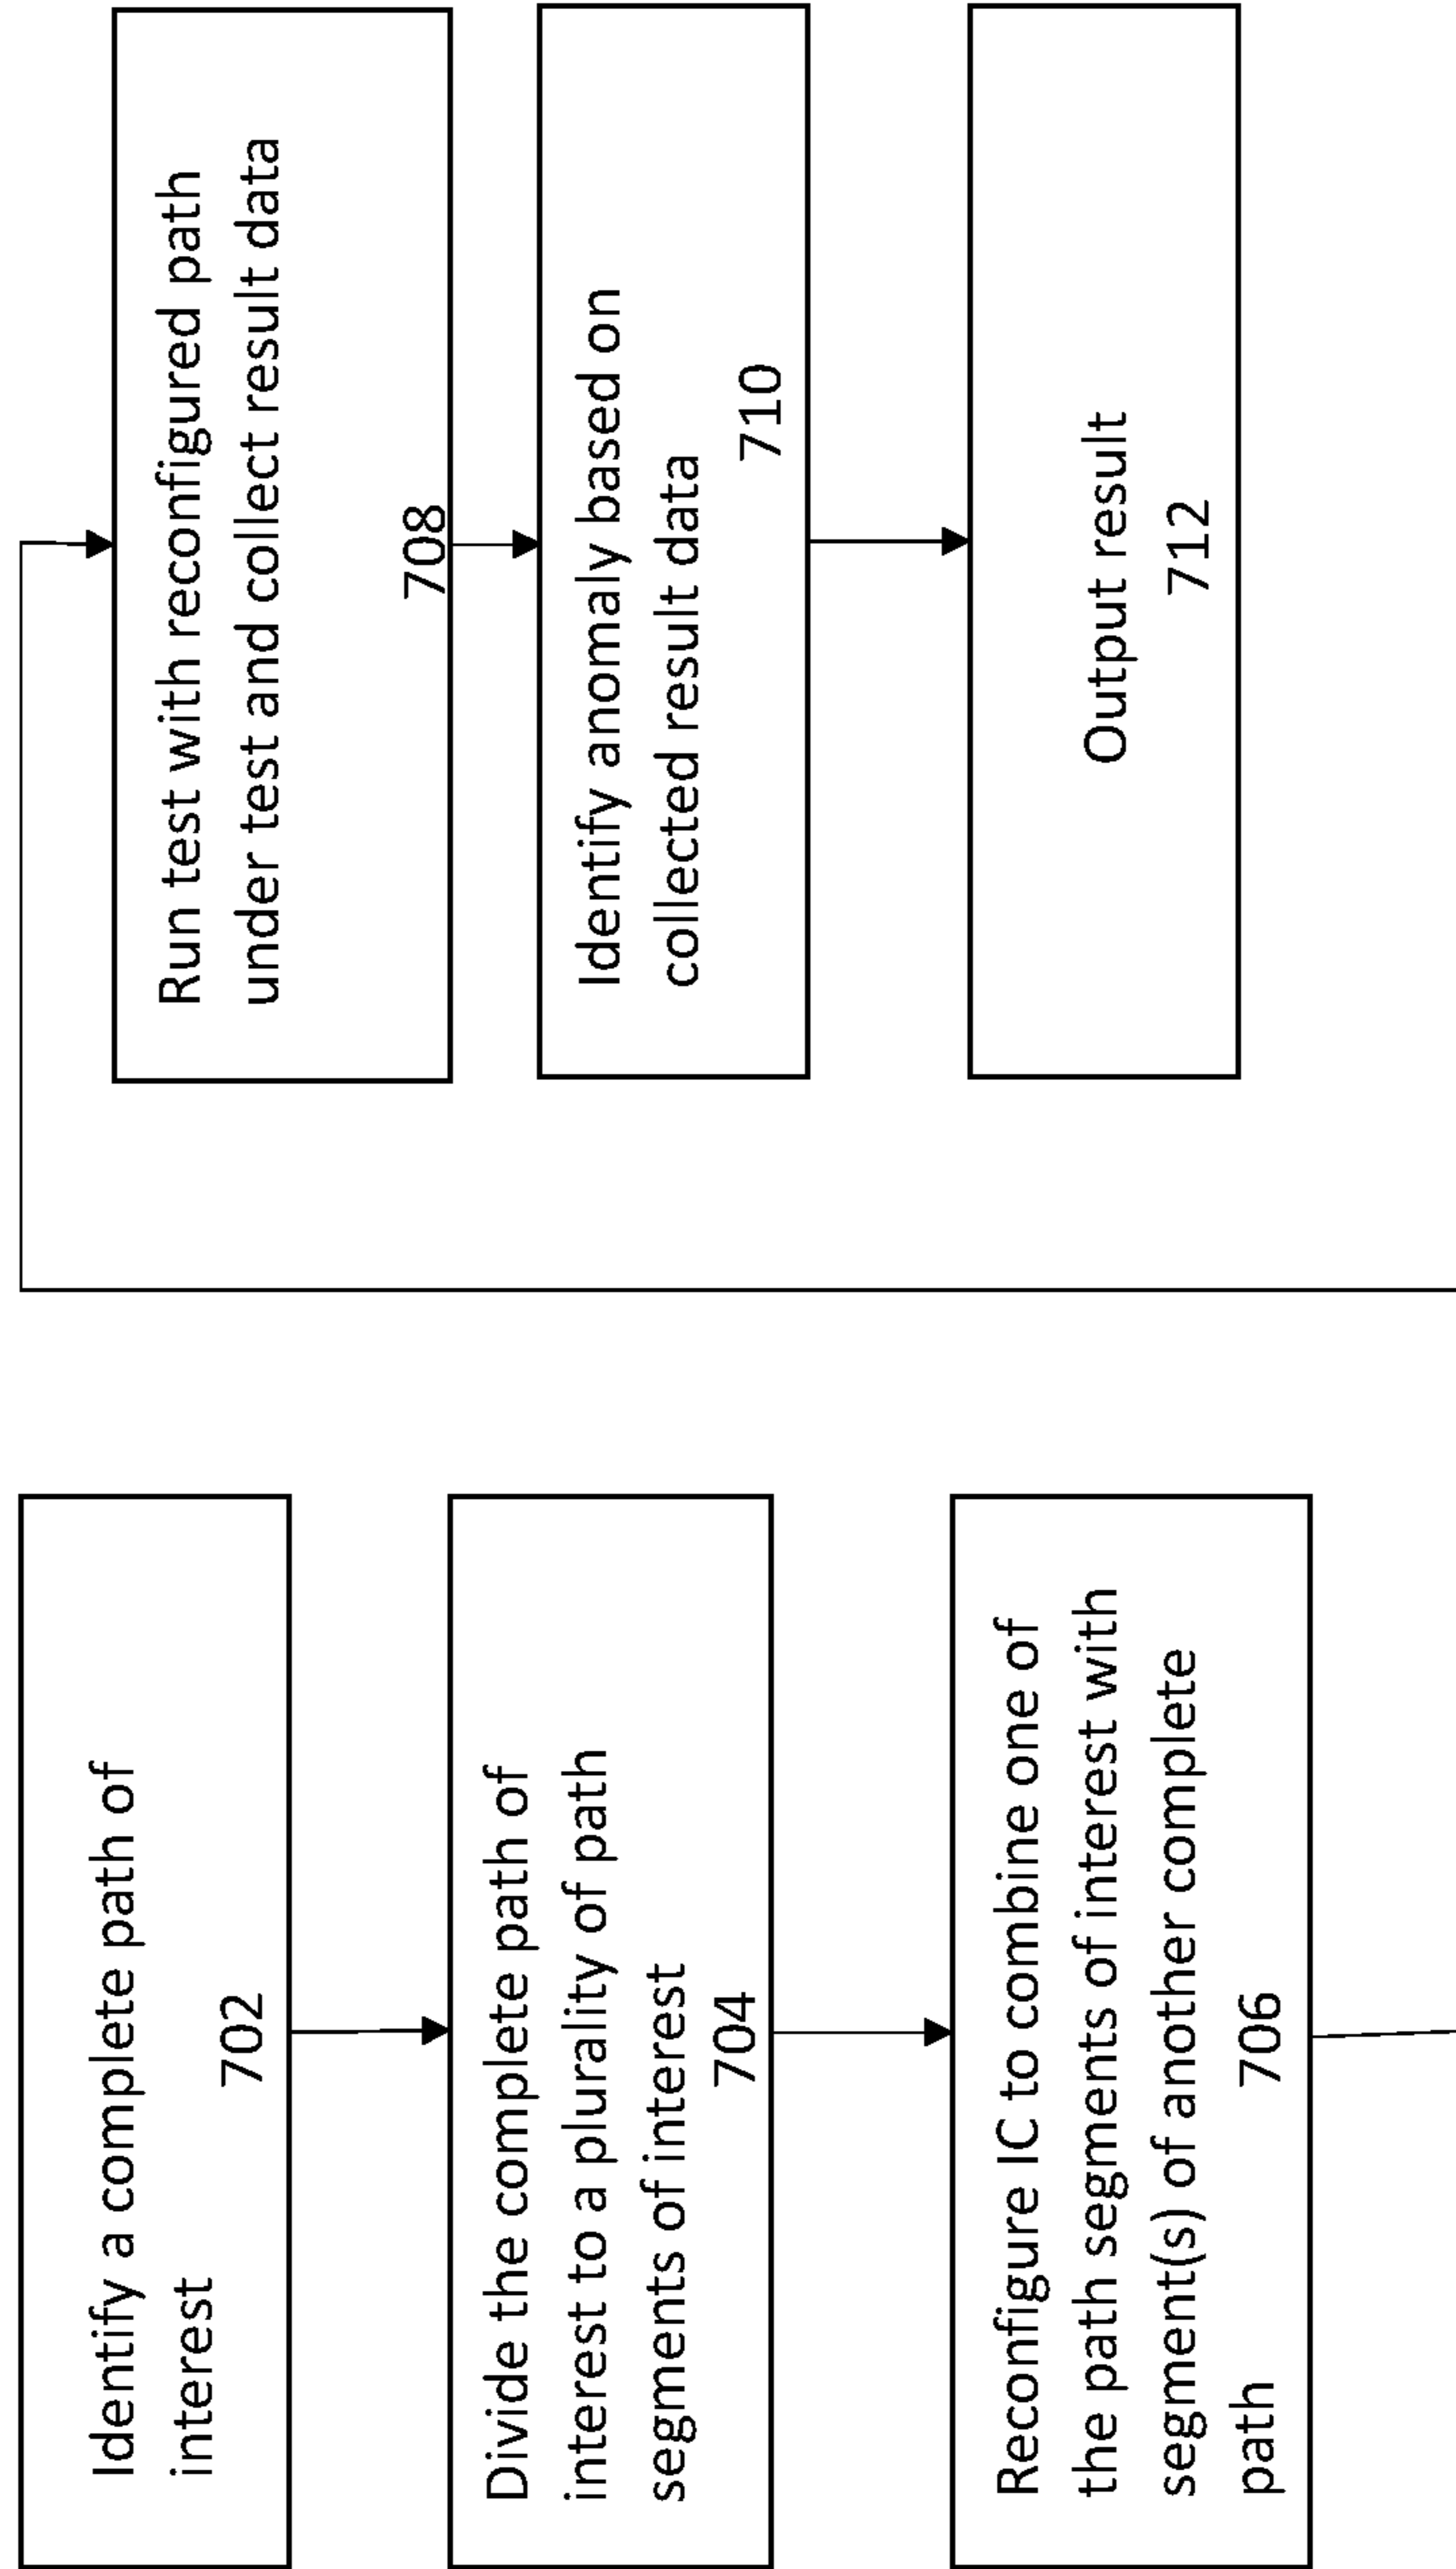 Identify a complete path of
interest
702
Divide the complete path of
interest to a plurality of path
segments of interest
704
Reconfigure IC to combine one of
the path segments of interest with
segment(s) of another complete
path
706
Run test with reconfigured path
under test and collect result data
708
Identify anomaly based on
collected result data
710
Output result
712